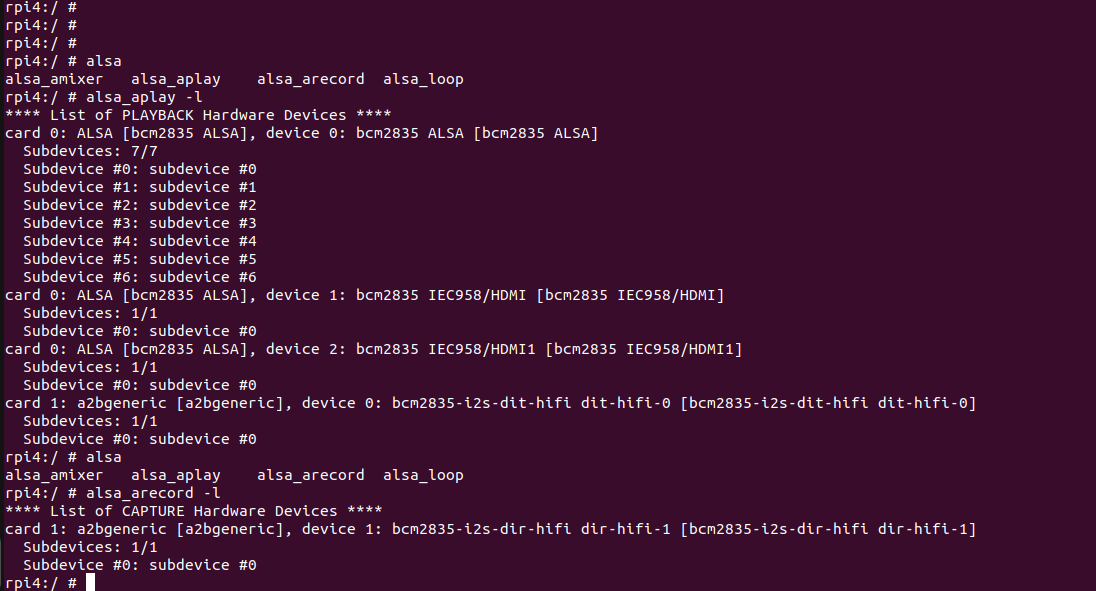 rpi4:/ #
rpi4:/ #
rpi4:/ #
rpi4:/ # alsa
alsa_amixer   alsa_aplay    alsa_arecord  alsa_loop
rpi4:/ # alsa_aplay -l
**** List of PLAYBACK Hardware Devices ****
card 0: ALSA [bcm2835 ALSA], device 0: bcm2835 ALSA [bcm2835 ALSA]
  Subdevices: 7/7
  Subdevice #0: subdevice #0
  Subdevice #1: subdevice #1
  Subdevice #2: subdevice #2
  Subdevice #3: subdevice #3
  Subdevice #4: subdevice #4
  Subdevice #5: subdevice #5
  Subdevice #6: subdevice #6
card 0: ALSA [bcm2835 ALSA], device 1: bcm2835 IEC958/HDMI [bcm2835 IEC958/HDMI]
  Subdevices: 1/1
  Subdevice #0: subdevice #0
card 0: ALSA [bcm2835 ALSA], device 2: bcm2835 IEC958/HDMI1 [bcm2835 IEC958/HDMI1]
  Subdevices: 1/1
  Subdevice #0: subdevice #0
card 1: a2bgeneric [a2bgeneric], device 0: bcm2835-i2s-dit-hifi dit-hifi-0 [bcm2835-i2s-dit-hifi dit-hifi-0]
  Subdevices: 1/1
  Subdevice #0: subdevice #0
rpi4:/ # alsa
alsa_amixer   alsa_aplay    alsa_arecord  alsa_loop
rpi4:/ # alsa_arecord -l
**** List of CAPTURE Hardware Devices ****
card 1: a2bgeneric [a2bgeneric], device 1: bcm2835-i2s-dir-hifi dir-hifi-1 [bcm2835-i2s-dir-hifi dir-hifi-1]
  Subdevices: 1/1
  Subdevice #0: subdevice #0
rpi4:/ #